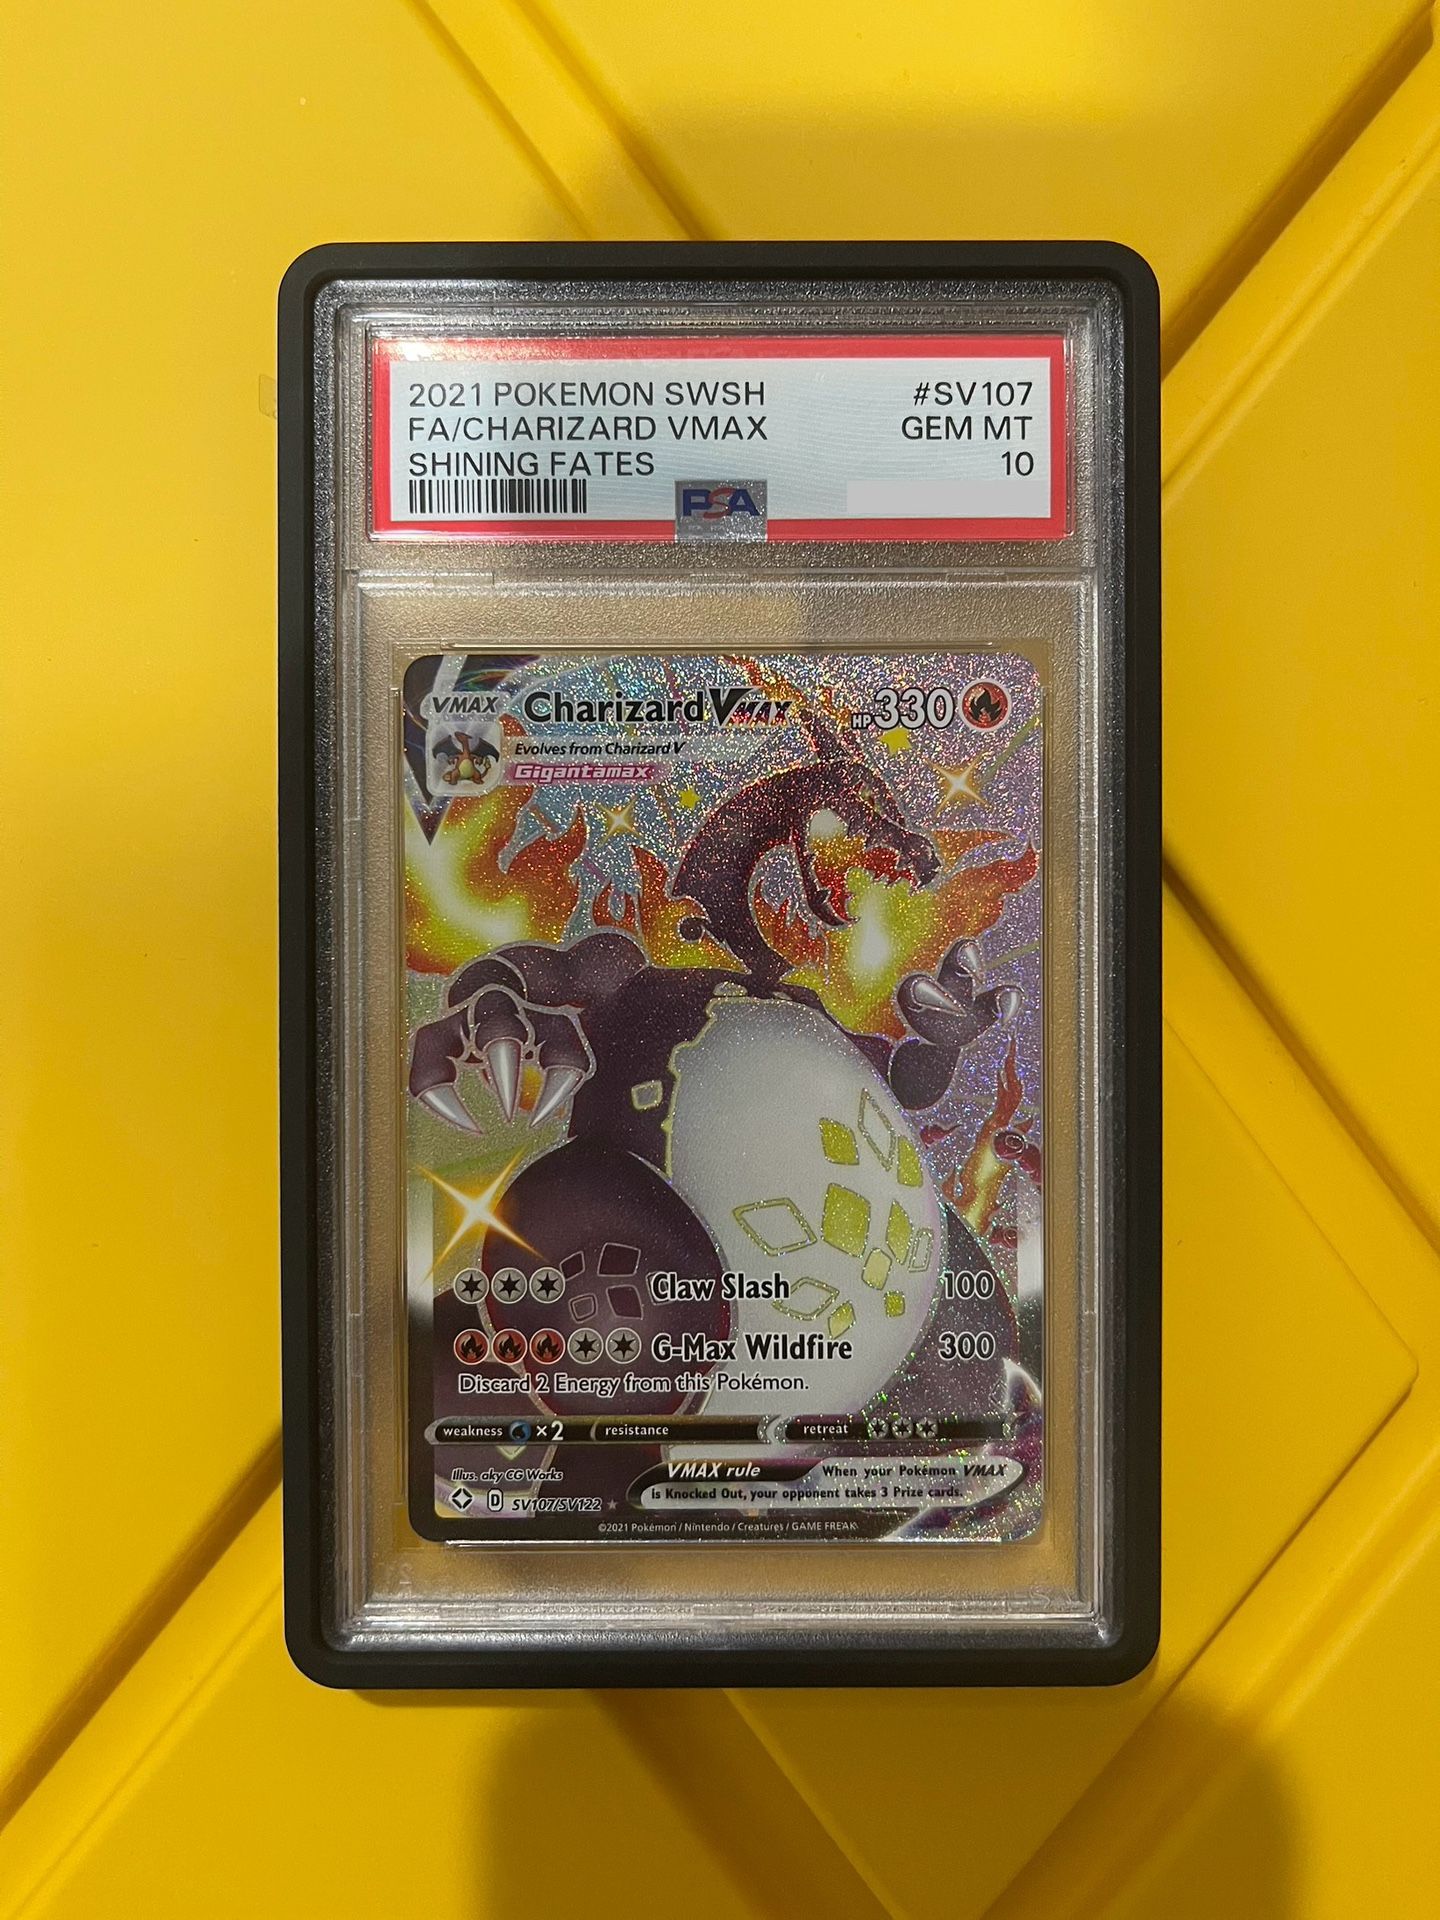 2021 POKEMON SWSH #SV107
FA/CHARIZARD VMAX GEM MT
SHINING FATES 10
PSA
VMAX Charizard VMAX HP 330
Evolves from Charizard V
Gigantamax
Claw Slash 100
G-Max Wildfire 300
Discard 2 Energy from this Pokémon.
weakness ×2 resistance retreat
Illus. aky CG Works
VMAX rule When your Pokémon VMAX
is Knocked Out, your opponent takes 3 Prize cards.
D SV107/SV122
©2021 Pokémon / Nintendo / Creatures / GAME FREAK